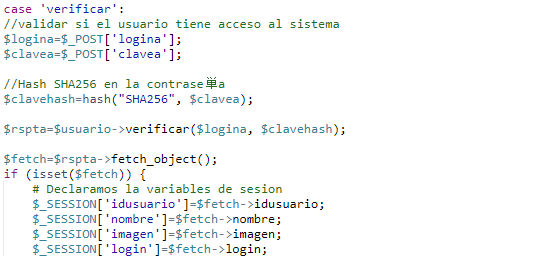 case 'verificar':
//validar si el usuario tiene acceso al sistema
$logina=$_POST['logina'];
$clavea=$_POST['clavea'];
//Hash SHA256 en la contrase単a
$clavehash=hash("SHA256", $clavea);
$rspta=$usuario->verificar($logina, $clavehash);
$fetch=$rspta->fetch_object();
if (isset($fetch)) {
# Declaramos la variables de sesion
$_SESSION['idusuario']=$fetch->idusuario;
$_SESSION['nombre']=$fetch->nombre;
$_SESSION['imagen']=$fetch->imagen;
$_SESSION['login']=$fetch->login;